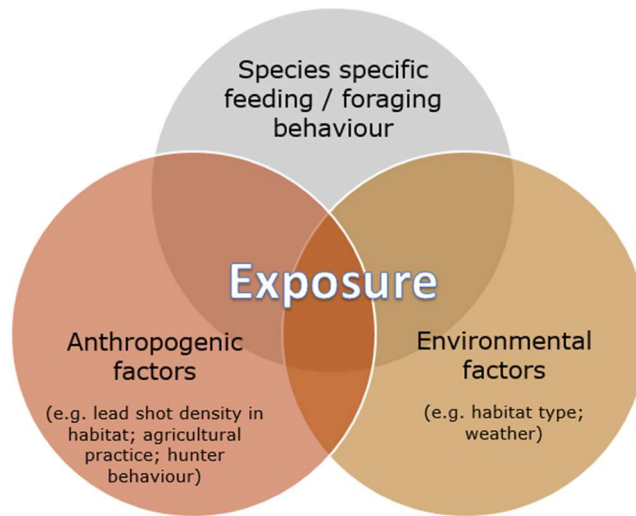 Species specific
feeding / foraging
behaviour
Exposure
Anthropogenic
factors
(e.g. lead shot density in
habitat; agricultural
practice; hunter
behaviour)
Environmental
factors
(e.g. habitat type;
weather)